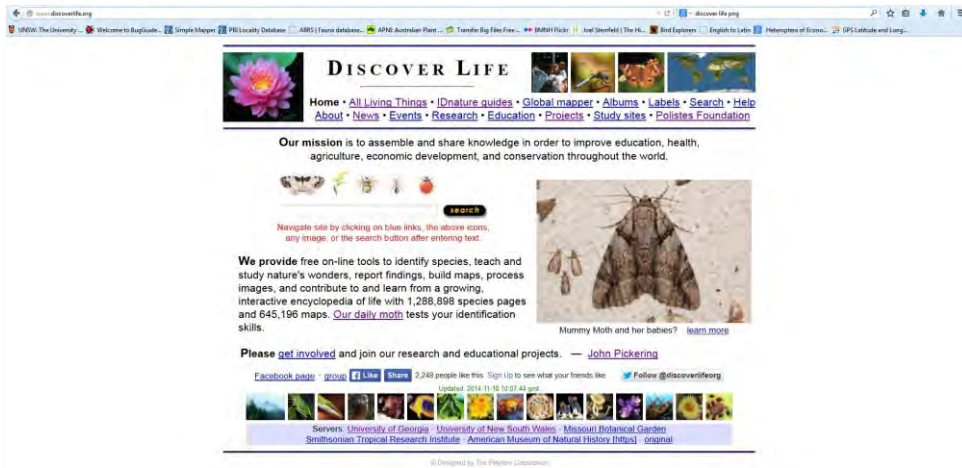 www.discoverlife.org
discover life png
UNSW: The University ... Welcome to BugGuide... Simple Mapper PBI Locality Database ABRS | Fauna database... APNI: Australian Plant ... Transfer Big Files Free... BMNH Flickr Joel Sternfeld | The Hi... Bird Explorers English to Latin Heteroptera of Econo... GPS Latitude and Long...
DISCOVER LIFE
Home • All Living Things • IDnature guides • Global mapper • Albums • Labels • Search • Help
About • News • Events • Research • Education • Projects • Study sites • Polistes Foundation
Our mission is to assemble and share knowledge in order to improve education, health,
agriculture, economic development, and conservation throughout the world.
search
Navigate site by clicking on blue links, the above icons,
any image, or the search button after entering text.
We provide free on-line tools to identify species, teach and
study nature's wonders, report findings, build maps, process
images, and contribute to and learn from a growing,
interactive encyclopedia of life with 1,288,898 species pages
and 645,196 maps. Our daily moth tests your identification
skills.
Mummy Moth and her babies? learn more
Please get involved and join our research and educational projects. — John Pickering
Facebook page - group Like Share 2,248 people like this. Sign Up to see what your friends like. Follow @discoverlifeorg
Updated: 2014-11-10 10:07:44 gmt
Servers: University of Georgia - University of New South Wales - Missouri Botanical Garden
Smithsonian Tropical Research Institute - American Museum of Natural History [https] - original
© Designed by The Polistes Corporation